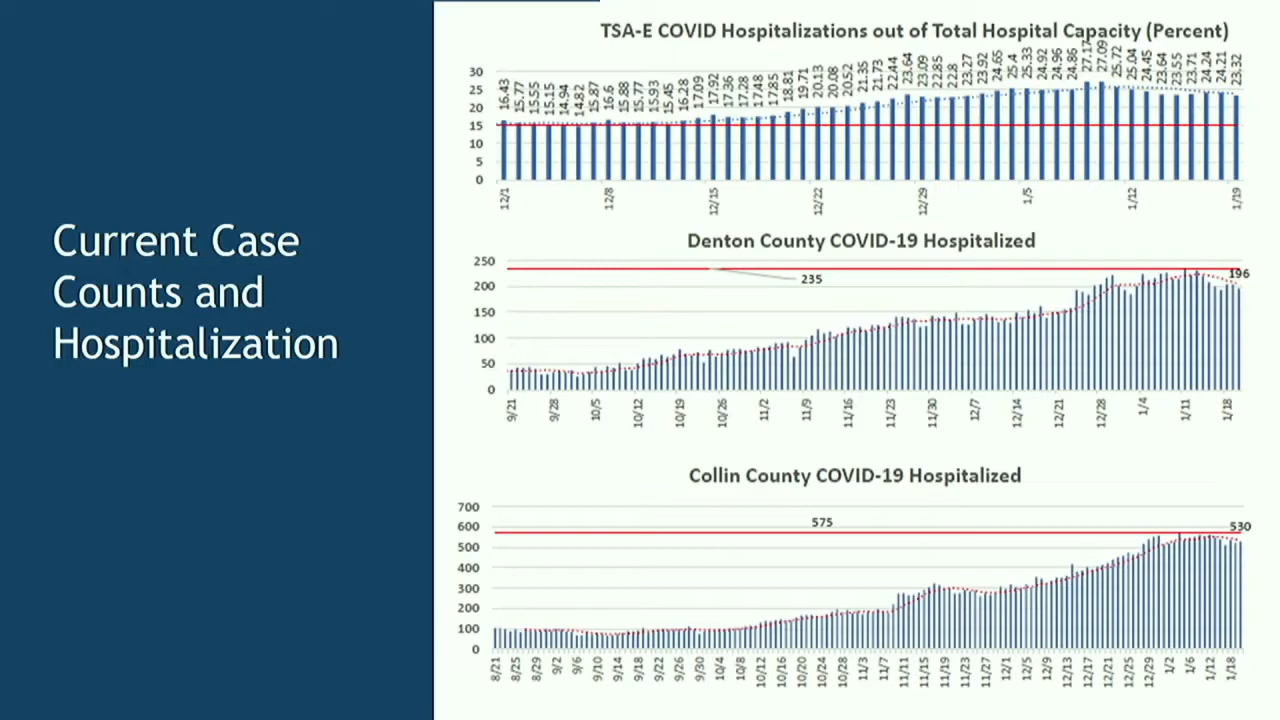 Current Case
Counts and
Hospitalization
TSA-E COVID Hospitalizations out of Total Hospital Capacity (Percent)
16.43 15.77 15.55 15.15 14.94 14.82 15.87 16.6 15.88 15.77 15.93 15.45 16.28 17.09 17.92 17.36 17.28 17.48 17.85 18.81 19.71 20.13 20.08 20.52 21.35 21.73 22.44 23.64 23.09 22.85 22.8 23.27 23.92 24.65 25.4 25.33 24.92 24.96 24.86 27.17 27.09 25.72 25.04 24.45 23.64 23.55 23.71 24.24 24.21 23.32
30
25
20
15
10
5
0
12/1 12/8 12/15 12/22 12/29 1/5 1/12 1/19
Denton County COVID-19 Hospitalized
250
235
196
200
150
100
50
0
9/21 9/28 10/5 10/12 10/19 10/26 11/2 11/9 11/16 11/23 11/30 12/7 12/14 12/21 12/28 1/4 1/11 1/18
Collin County COVID-19 Hospitalized
700
575
600
530
500
400
300
200
100
0
8/21 8/25 8/29 9/2 9/6 9/10 9/14 9/18 9/22 9/26 9/30 10/4 10/8 10/12 10/16 10/20 10/24 10/28 11/3 11/7 11/11 11/15 11/19 11/23 11/27 12/1 12/5 12/9 12/13 12/17 12/21 12/25 12/29 1/2 1/6 1/12 1/18